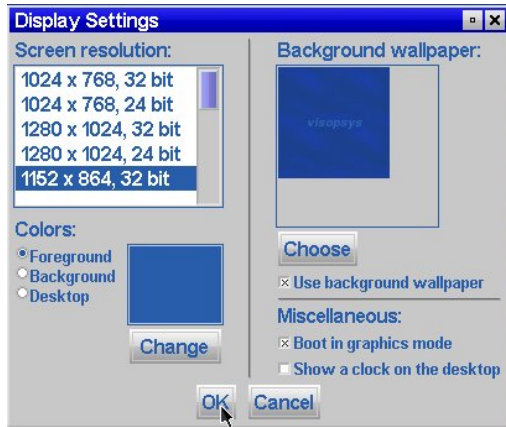 Display Settings
Screen resolution:
1024 x 768, 32 bit
1024 x 768, 24 bit
1280 x 1024, 32 bit
1280 x 1024, 24 bit
1152 x 864, 32 bit
Colors:
Foreground
Background
Desktop
Change
Background wallpaper:
visopsys
Choose
Use background wallpaper
Miscellaneous:
Boot in graphics mode
Show a clock on the desktop
OK Cancel